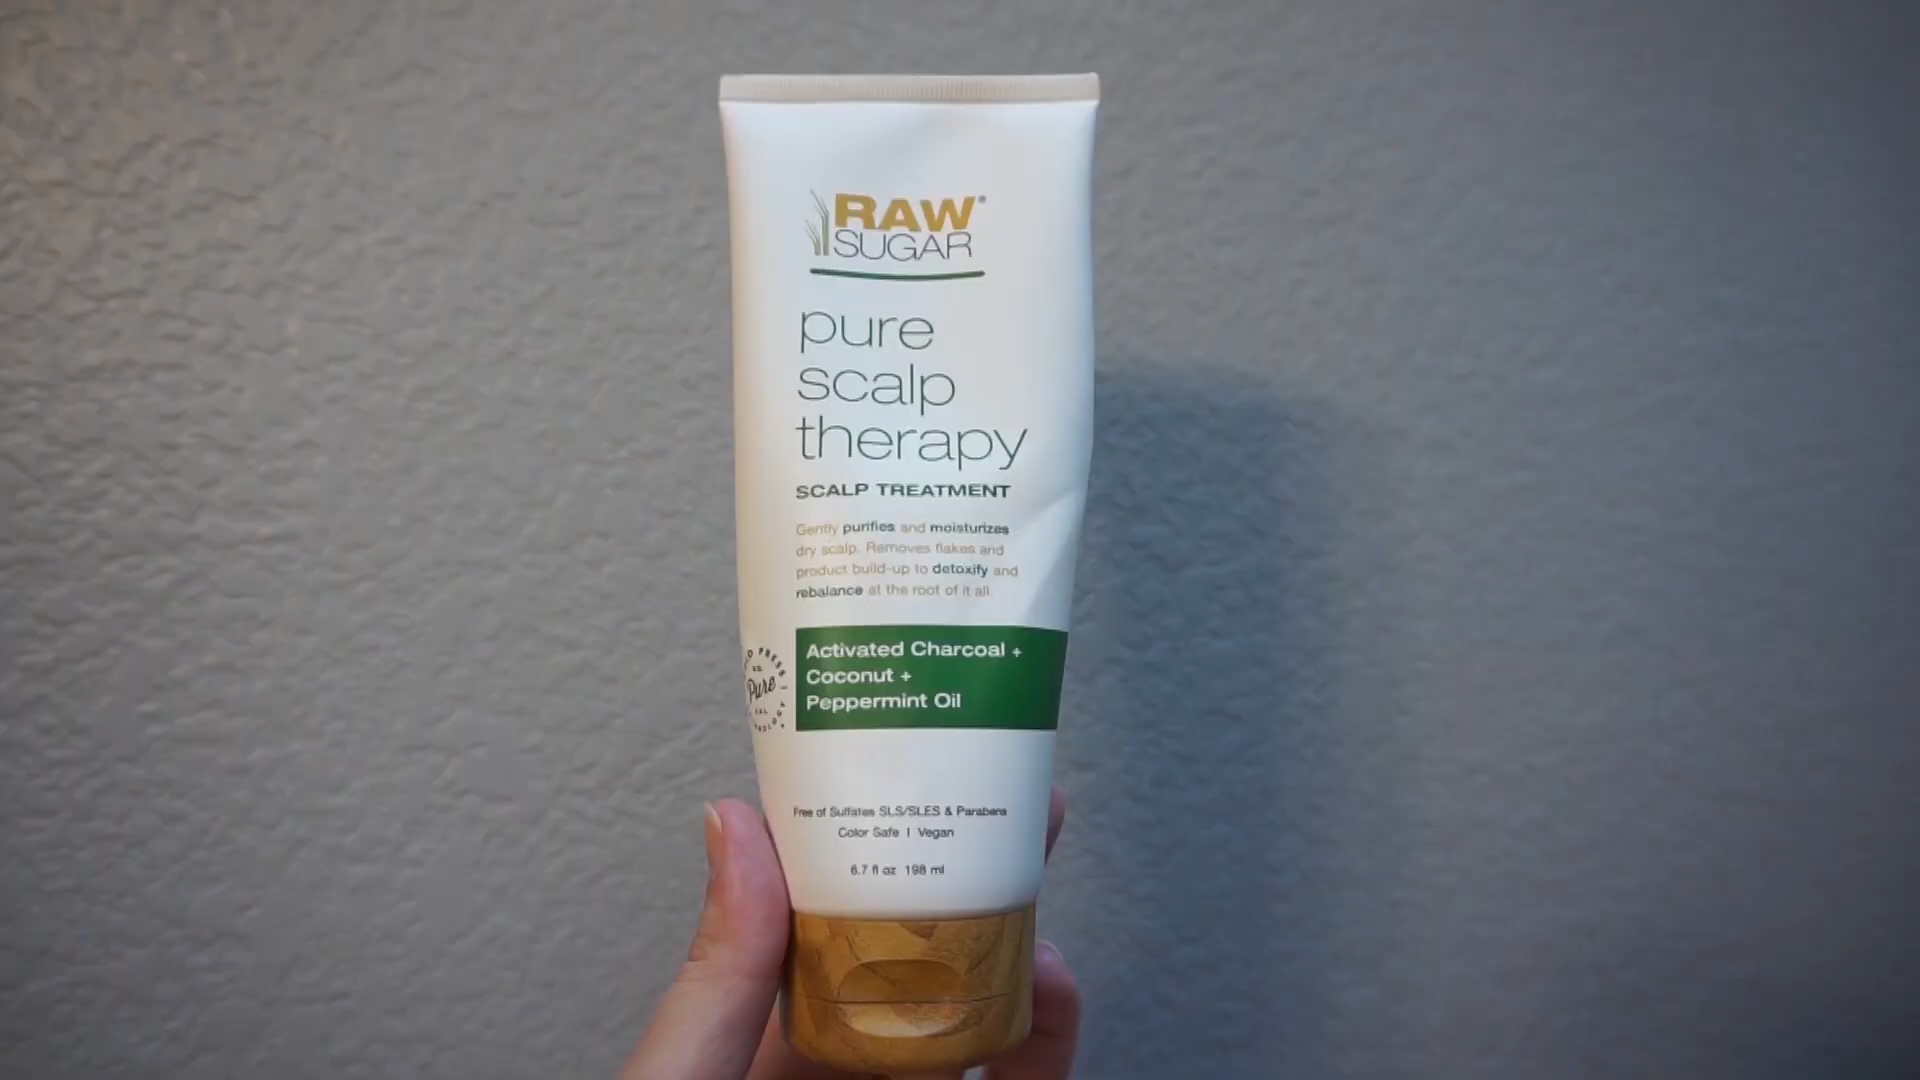 RAW®
SUGAR
pure
scalp
therapy
SCALP TREATMENT
Gently purifies and moisturizes
dry scalp. Removes flakes and
product build-up to detoxify and
rebalance at the root of it all.
Activated Charcoal +
Coconut +
Peppermint Oil
Pure
Free of Sulfates SLS/SLES & Parabens
Color Safe | Vegan
6.7 fl oz 198 ml